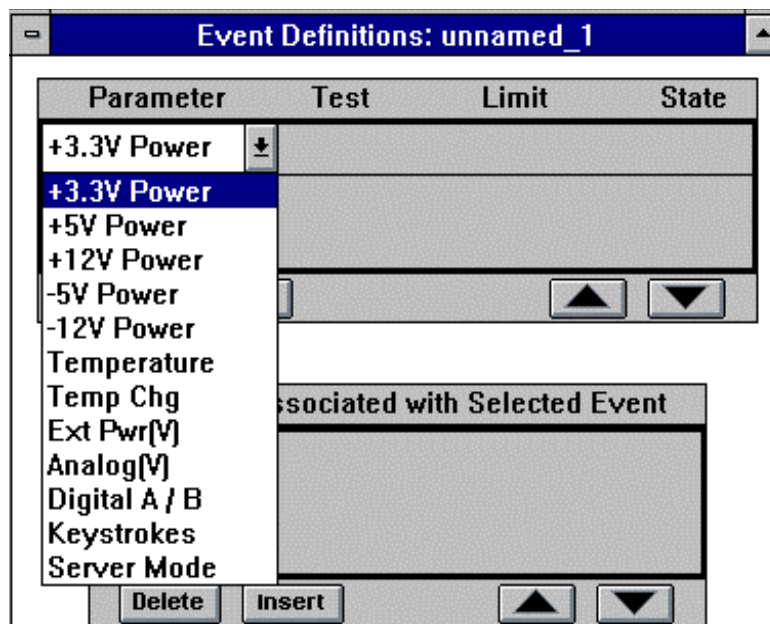 Event Definitions: unnamed_1
Parameter Test Limit State
+3.3V Power
+3.3V Power
+5V Power
+12V Power
-5V Power
-12V Power
Temperature
Temp Chg
Ext Pwr(V)
Analog(V)
Digital A / B
Keystrokes
Server Mode
with Selected Event
Delete Insert